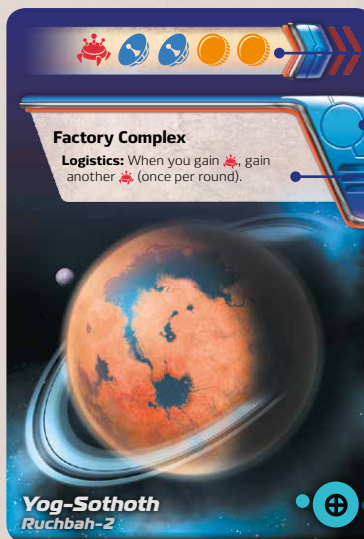 Factory Complex
Logistics: When you gain , gain
another (once per round).
Yog-Sothoth
Ruchbah-2